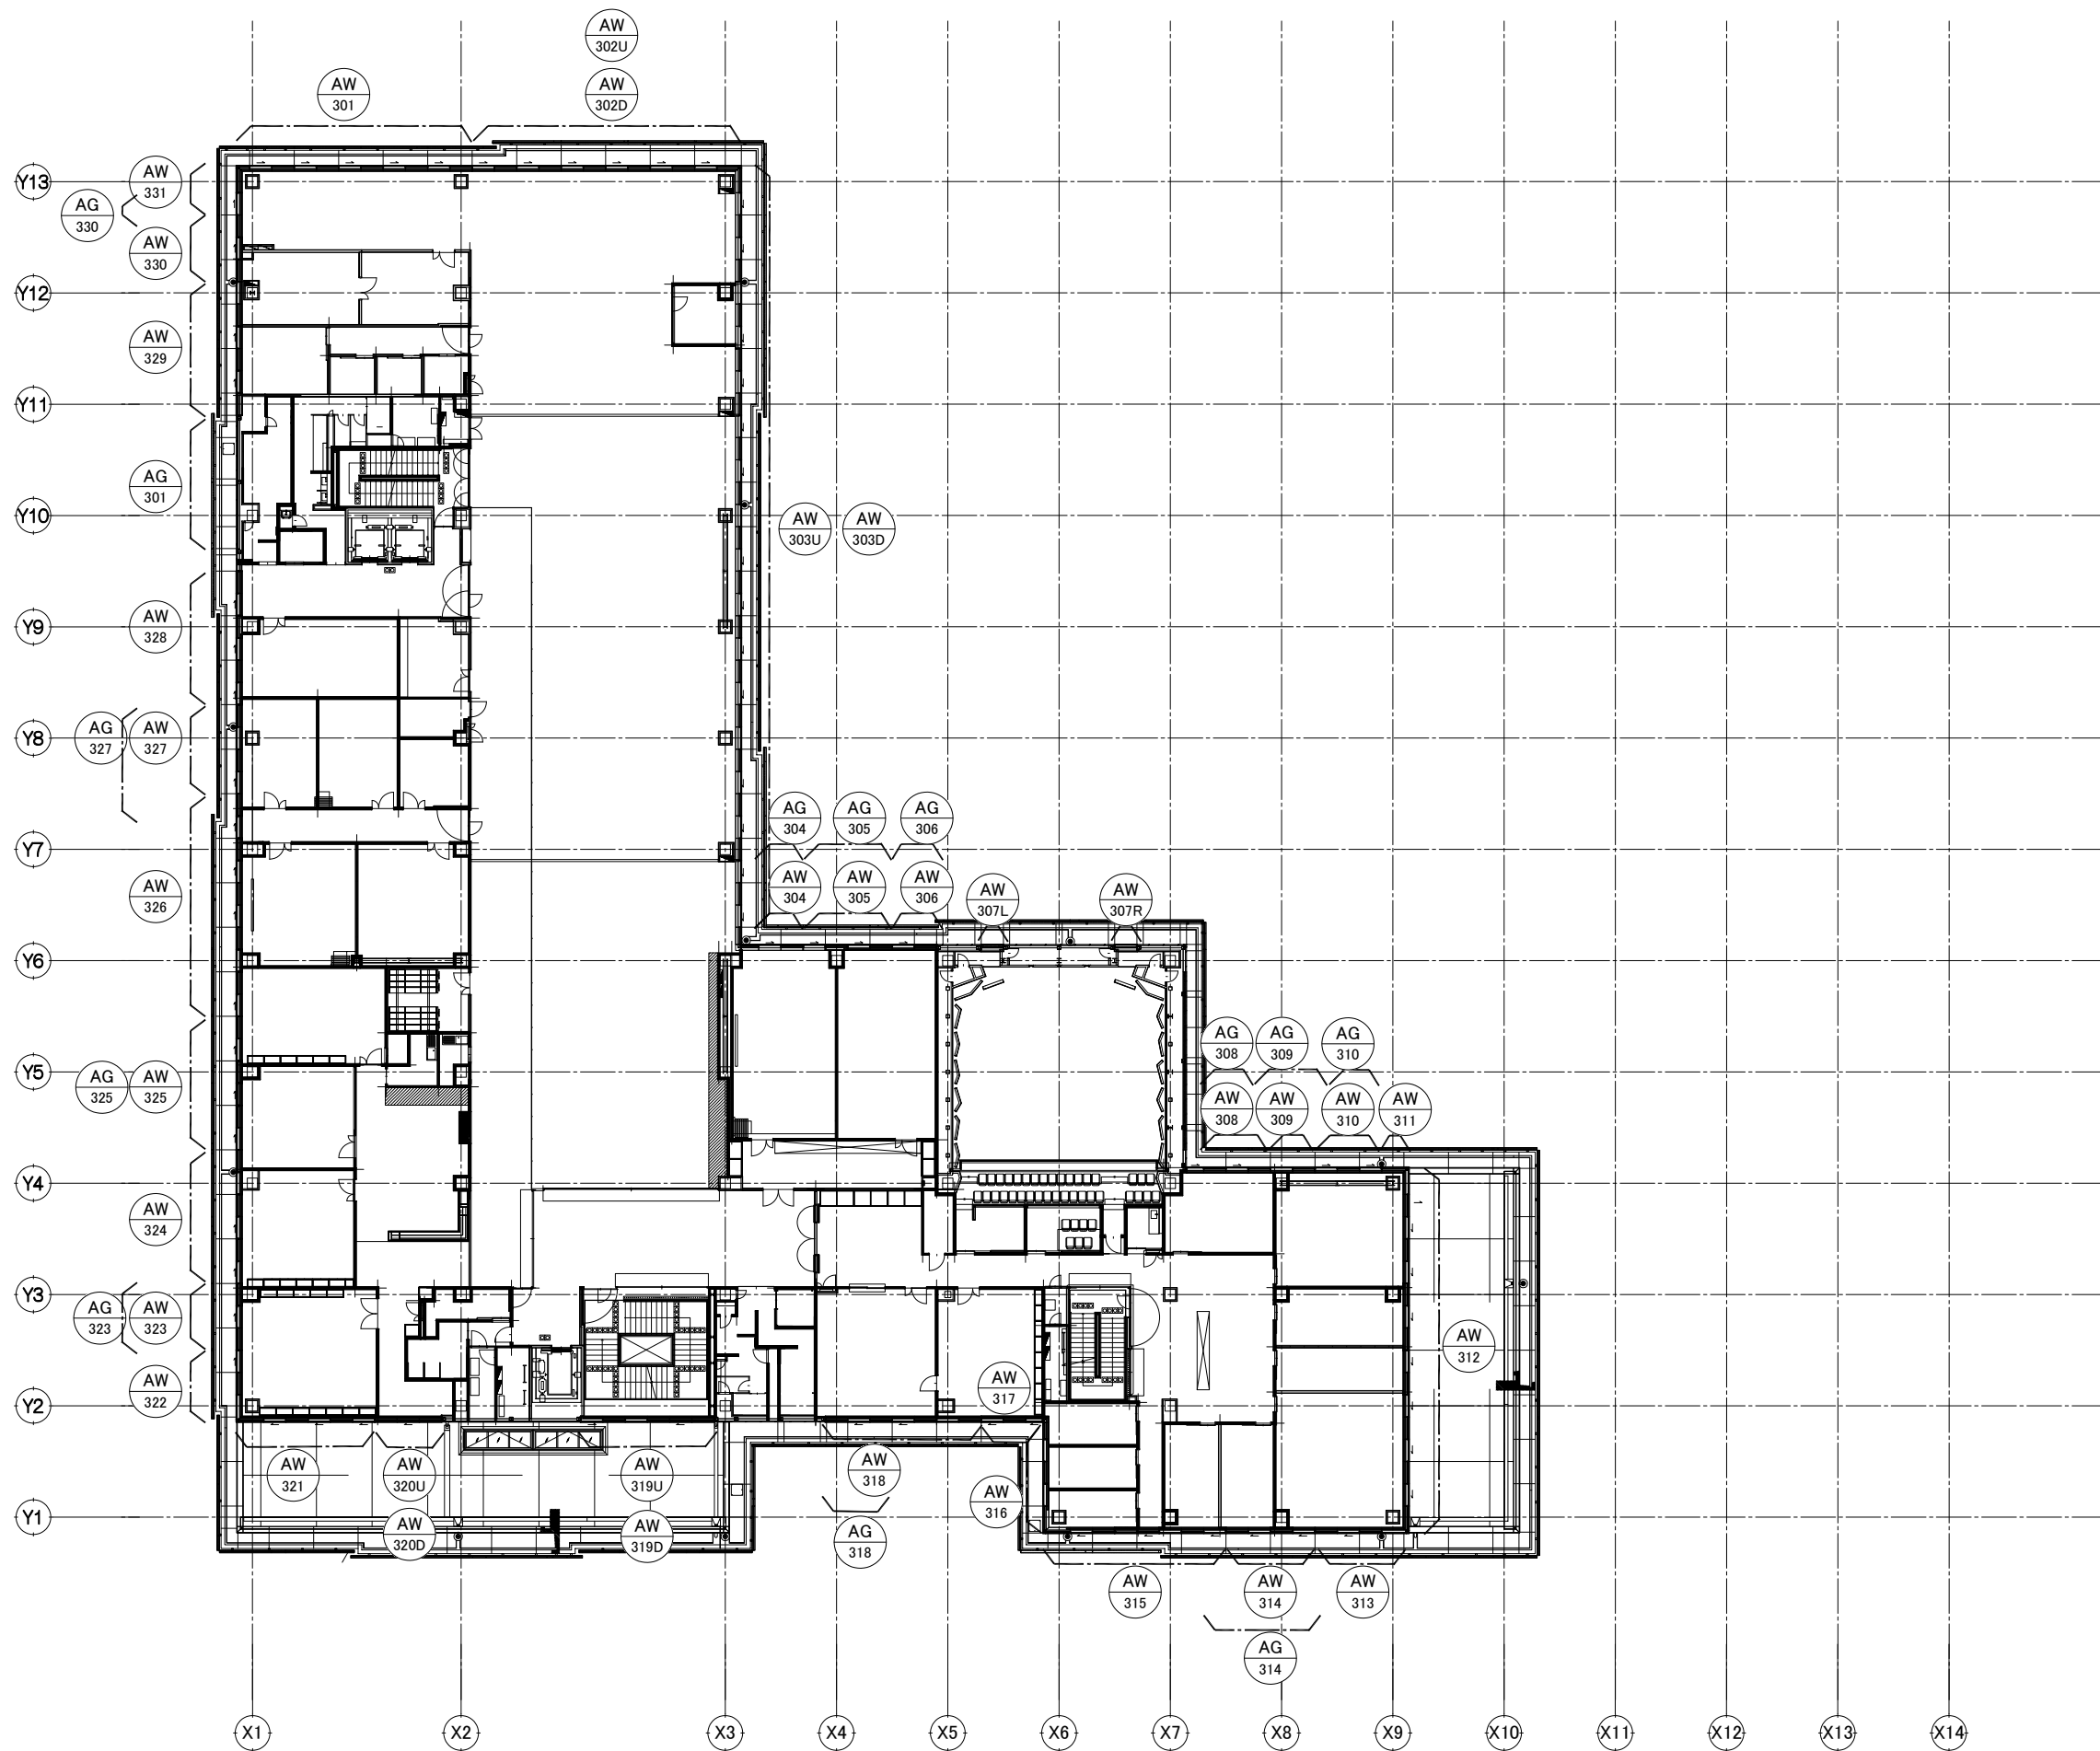 AW
302U
AW
301
AW
302D
Y13
AW
331
AG
330
AW
330
Y12
AW
329
Y11
AG
301
Y10
AW
303U
AW
303D
Y9
AW
328
Y8
AG
327
AW
327
AG
304
AG
305
AG
306
Y7
AW
326
AW
304
AW
305
AW
306
AW
307L
AW
307R
Y6
AG
308
AG
309
AG
310
Y5
AG
325
AW
325
AW
308
AW
309
AW
310
AW
311
Y4
AW
324
Y3
AG
323
AW
323
AW
312
AW
322
AW
317
Y2
AW
321
AW
320U
AW
319U
AW
318
AW
316
Y1
AW
320D
AW
319D
AG
318
AW
315
AW
314
AW
313
AG
314
X1
X2
X3
X4
X5
X6
X7
X8
X9
X10
X11
X12
X13
X14